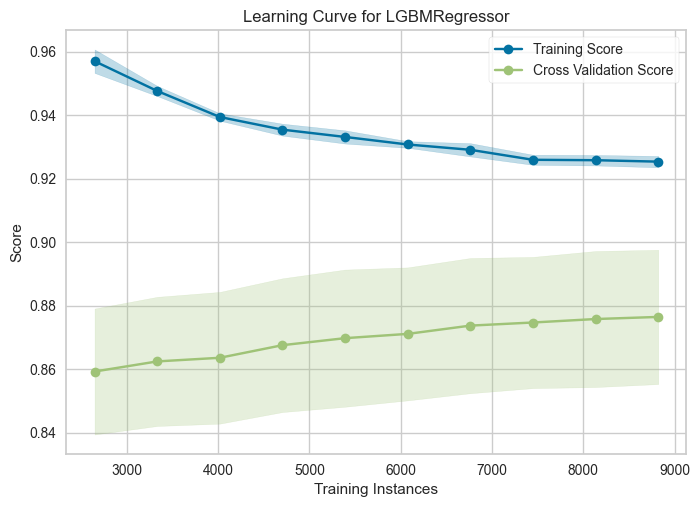 Learning Curve for LGBMRegressor
Training Score
Cross Validation Score
Score
0.96
0.94
0.92
0.90
0.88
0.86
0.84
3000
4000
5000
6000
7000
8000
9000
Training Instances